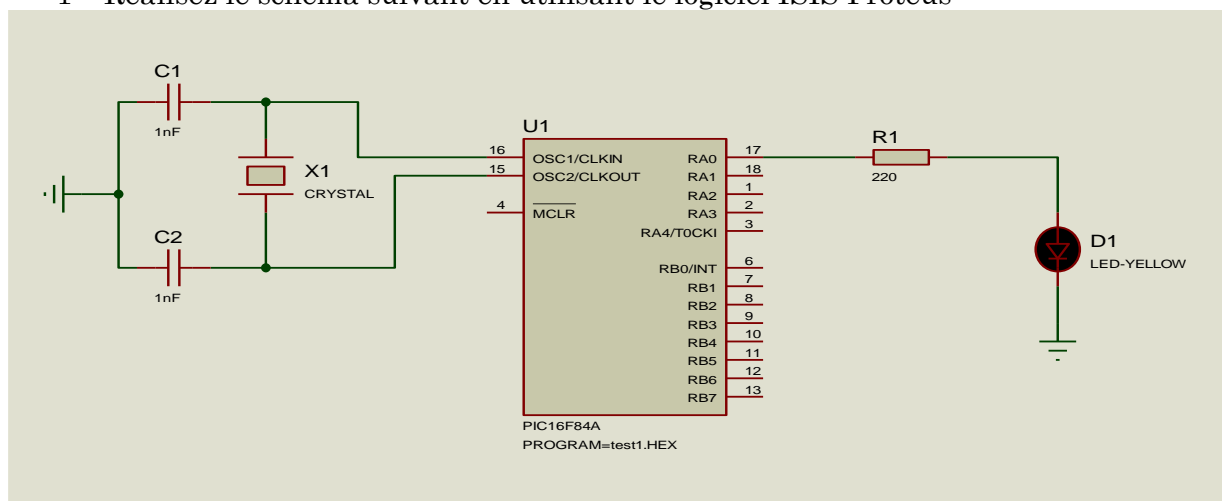 1 – Réalisez le schéma suivant en utilisant le logiciel ISIS Proteus
C1
1nF
X1
CRYSTAL
C2
1nF
U1
16 OSC1/CLKIN
15 OSC2/CLKOUT
4 MCLR
RA0 17
RA1 18
RA2 1
RA3 2
RA4/T0CKI 3
RB0/INT 6
RB1 7
RB2 8
RB3 9
RB4 10
RB5 11
RB6 12
RB7 13
PIC16F84A
PROGRAM=test1.HEX
R1
220
D1
LED-YELLOW